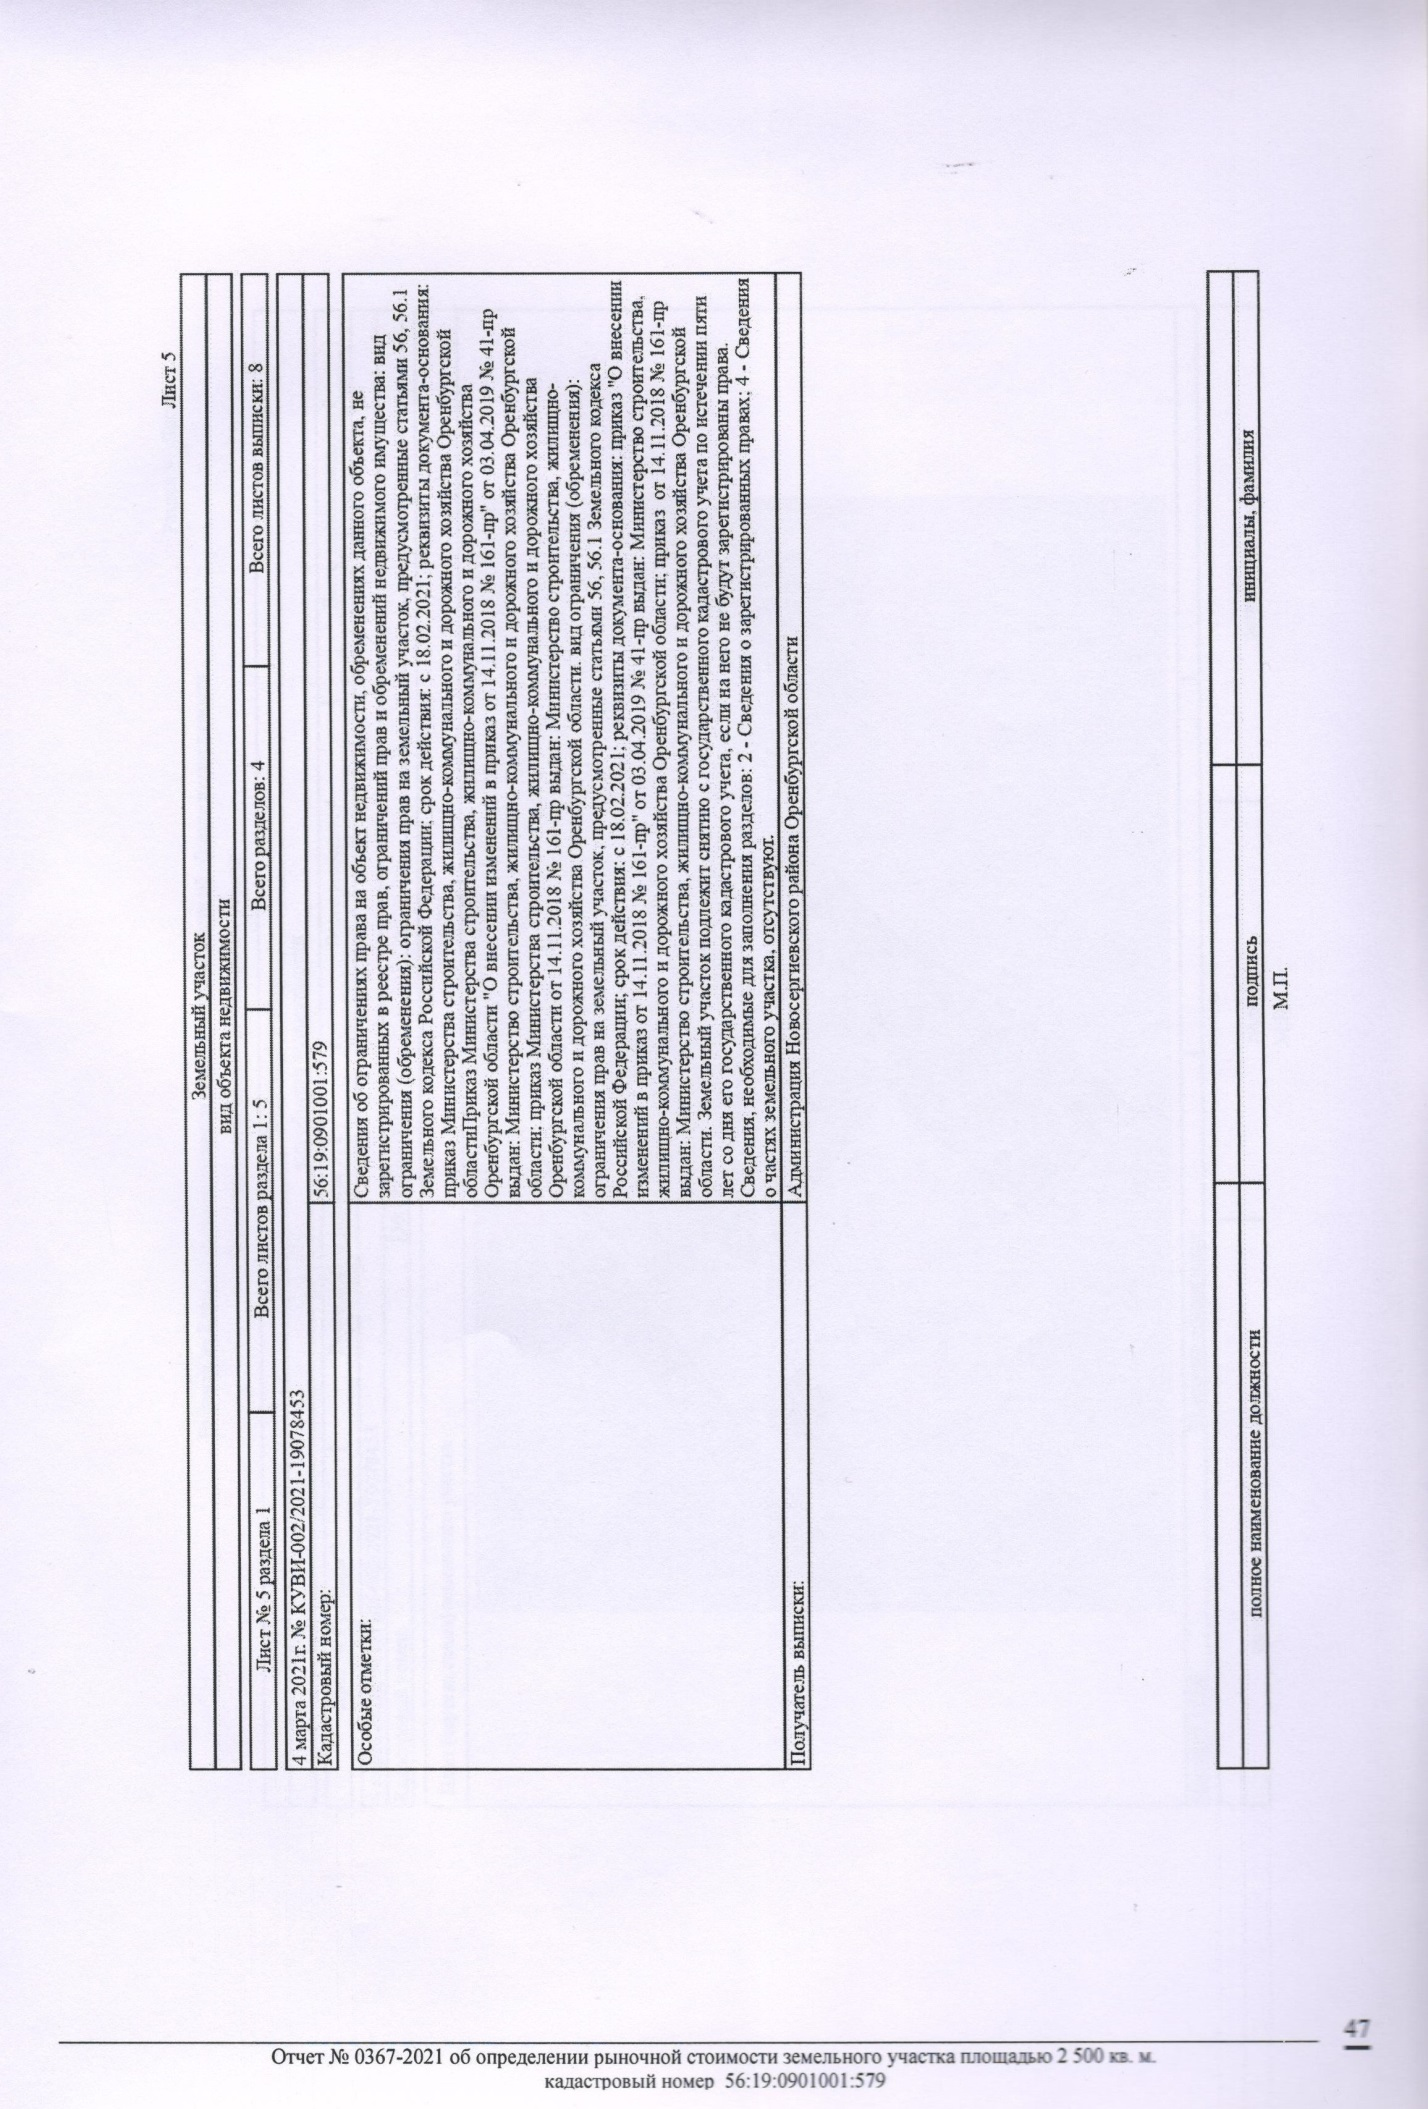 Лист 5
Земельный участок
вид объекта недвижимости
Лист № 5 раздела 1
Всего листов раздела 1: 5
Всего разделов: 4
Всего листов выписки: 8
4 марта 2021г. № КУВИ-002/2021-19078453
Кадастровый номер:
56:19:0901001:579
Особые отметки:
Сведения об ограничениях права на объект недвижимости, обременениях данного объекта, не
зарегистрированных в реестре прав, ограничений прав и обременений недвижимого имущества: вид
ограничения (обременения): ограничения прав на земельный участок, предусмотренные статьями 56, 56.1
Земельного кодекса Российской Федерации; срок действия: с 18.02.2021; реквизиты документа-основания:
приказ Министерства строительства, жилищно-коммунального и дорожного хозяйства Оренбургской
областиПриказ Министерства строительства, жилищно-коммунального и дорожного хозяйства
Оренбургской области "О внесении изменений в приказ от 14.11.2018 № 161-пр" от 03.04.2019 № 41-пр
выдан: Министерство строительства, жилищно-коммунального и дорожного хозяйства Оренбургской
области; приказ Министерства строительства, жилищно-коммунального и дорожного хозяйства
Оренбургской области от 14.11.2018 № 161-пр выдан: Министерство строительства, жилищно-
коммунального и дорожного хозяйства Оренбургской области. вид ограничения (обременения):
ограничения прав на земельный участок, предусмотренные статьями 56, 56.1 Земельного кодекса
Российской Федерации; срок действия: с 18.02.2021; реквизиты документа-основания: приказ "О внесении
изменений в приказ от 14.11.2018 № 161-пр" от 03.04.2019 № 41-пр выдан: Министерство строительства,
жилищно-коммунального и дорожного хозяйства Оренбургской области; приказ от 14.11.2018 № 161-пр
выдан: Министерство строительства, жилищно-коммунального и дорожного хозяйства Оренбургской
области. Земельный участок подлежит снятию с государственного кадастрового учета по истечении пяти
лет со дня его государственного кадастрового учета, если на него не будут зарегистрированы права.
Сведения, необходимые для заполнения разделов: 2 - Сведения о зарегистрированных правах; 4 - Сведения
о частях земельного участка, отсутствуют.
Получатель выписки:
Администрация Новосергиевского района Оренбургской области
полное наименование должности
подпись
инициалы, фамилия
М.П.
47
Отчет № 0367-2021 об определении рыночной стоимости земельного участка площадью 2 500 кв. м.
кадастровый номер 56:19:0901001:579